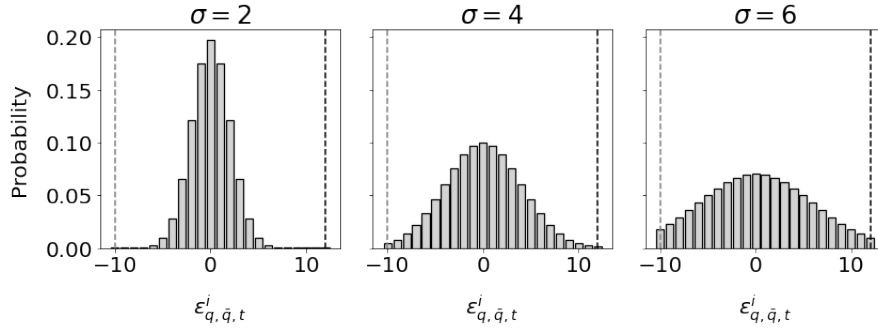 σ = 2
σ = 4
σ = 6
Probability
0.20
0.15
0.10
0.05
0.00
−10 0 10
−10 0 10
−10 0 10
ε^i_{q, q̄, t}
ε^i_{q, q̄, t}
ε^i_{q, q̄, t}